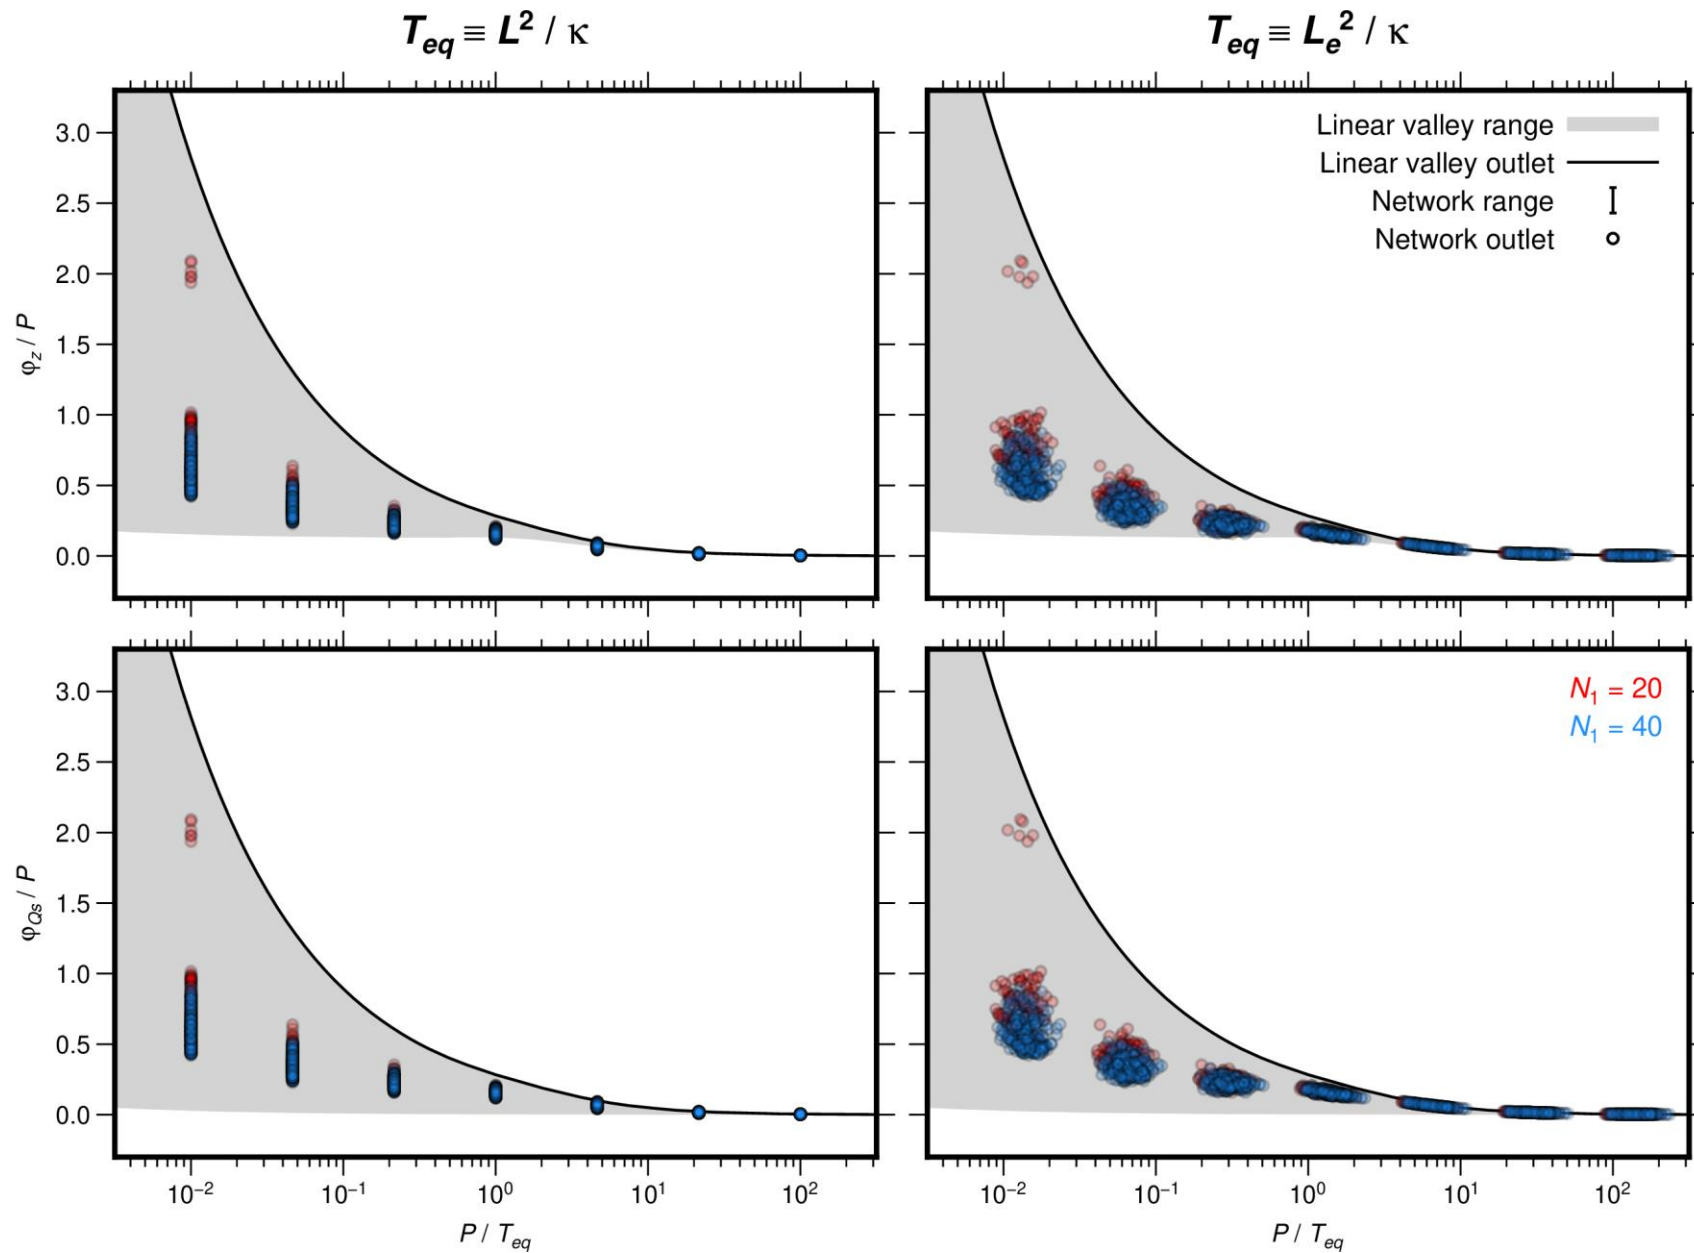 T_eq ≡ L² / κ
T_eq ≡ L_e² / κ
3.0
2.5
2.0
1.5
1.0
0.5
0.0
φ_z / P
Linear valley range
Linear valley outlet
Network range
Network outlet
3.0
2.5
2.0
1.5
1.0
0.5
0.0
φ_Qs / P
N₁ = 20
N₁ = 40
10⁻² 10⁻¹ 10⁰ 10¹ 10²
10⁻² 10⁻¹ 10⁰ 10¹ 10²
P / T_eq
P / T_eq